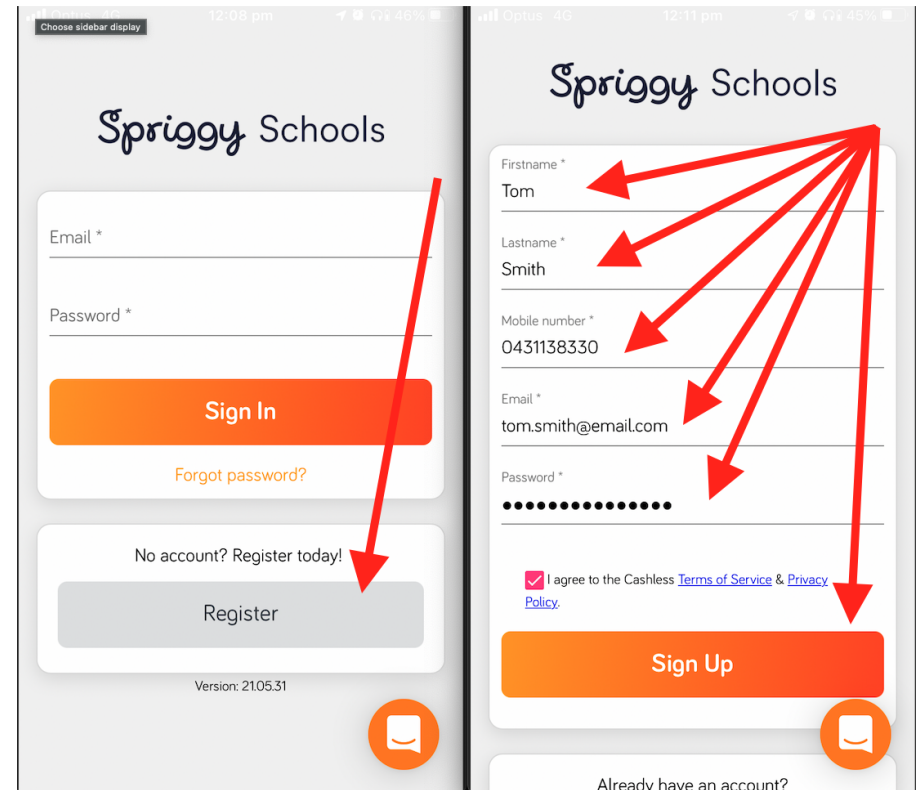 Optus 4G 12:08 pm 46%
Choose sidebar display
Spriggy Schools
Email *
Password *
Sign In
Forgot password?
No account? Register today!
Register
Version: 21.05.31
Optus 4G 12:11 pm 45%
Spriggy Schools
Firstname *
Tom
Lastname *
Smith
Mobile number *
0431138330
Email *
tom.smith@email.com
Password *
●●●●●●●●●●●●●●●
I agree to the Cashless Terms of Service & Privacy
Policy.
Sign Up
Already have an account?